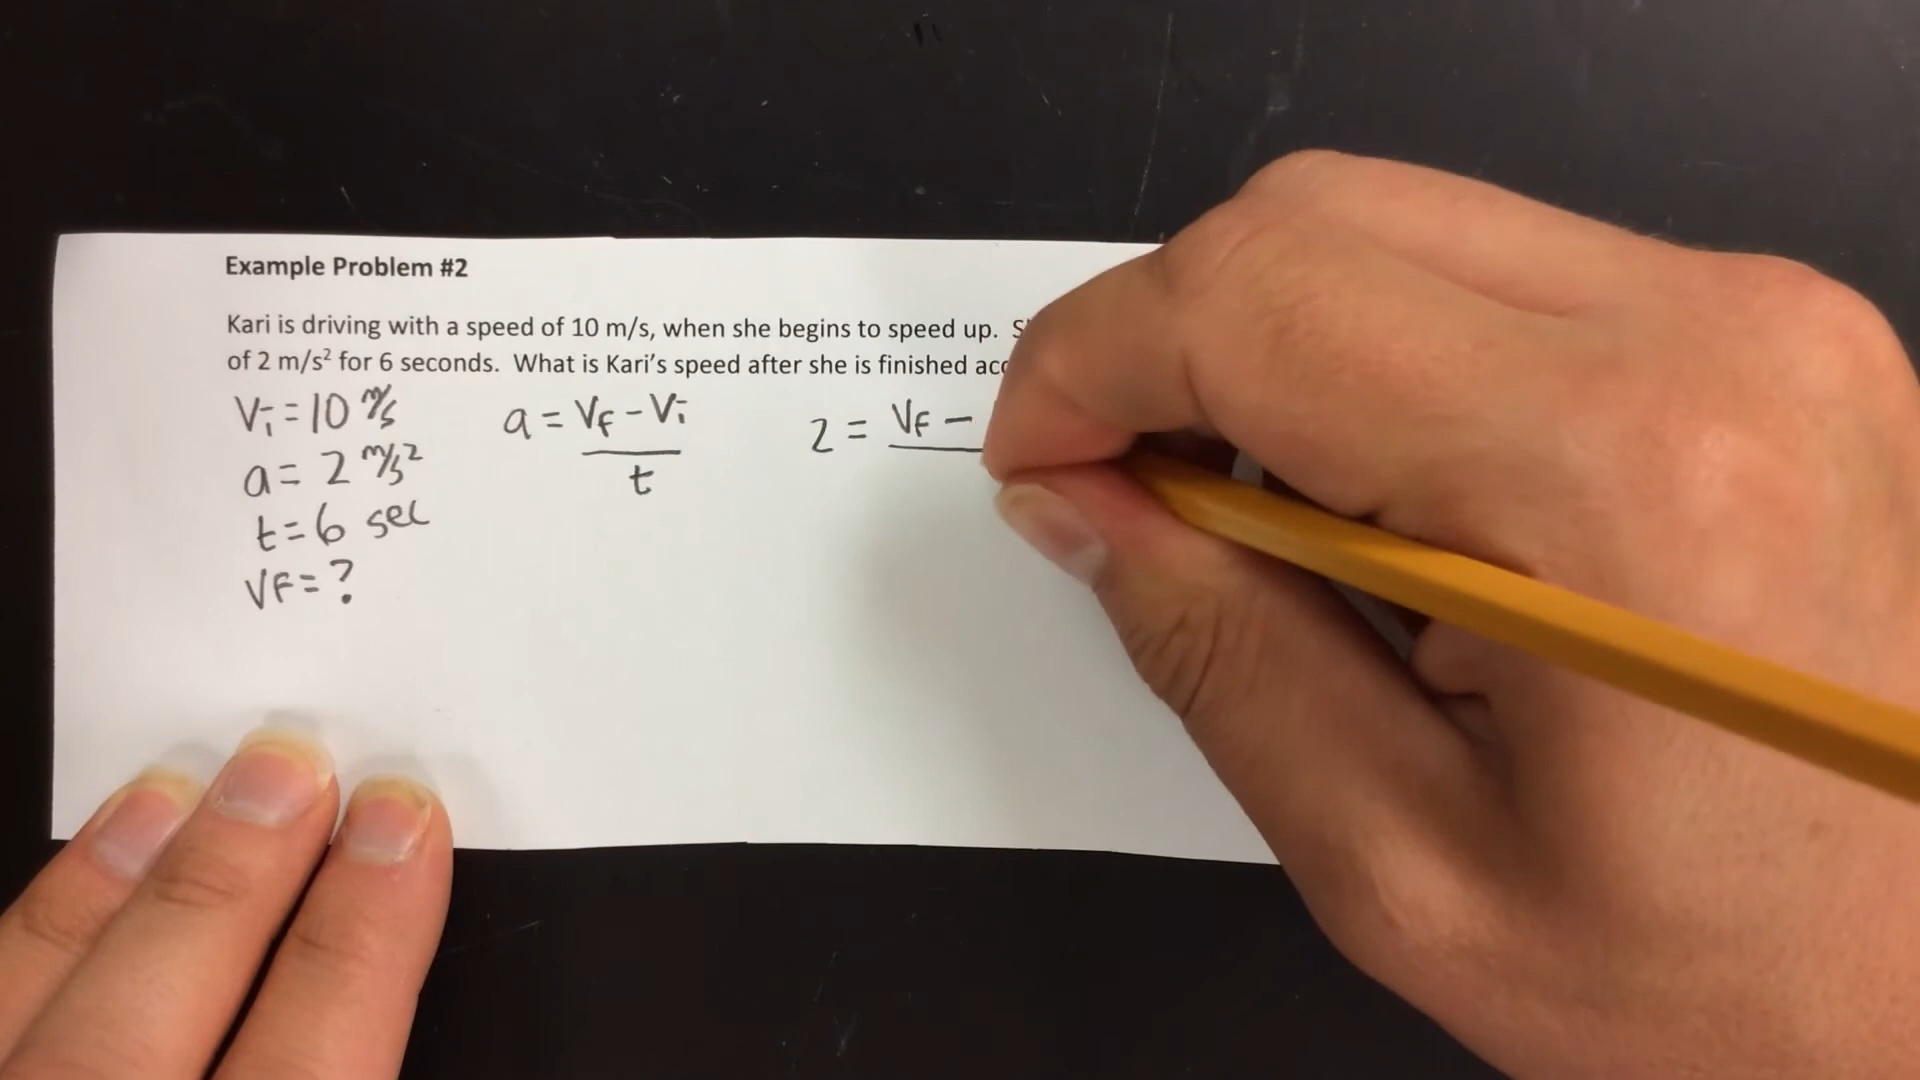 Example Problem #2
Kari is driving with a speed of 10 m/s, when she begins to speed up.
of 2 m/s² for 6 seconds. What is Kari's speed after she is finished
Vi = 10 m/s
a = 2 m/s²
t = 6 sec
VF = ?
a = VF - Vi
t
2 = VF -